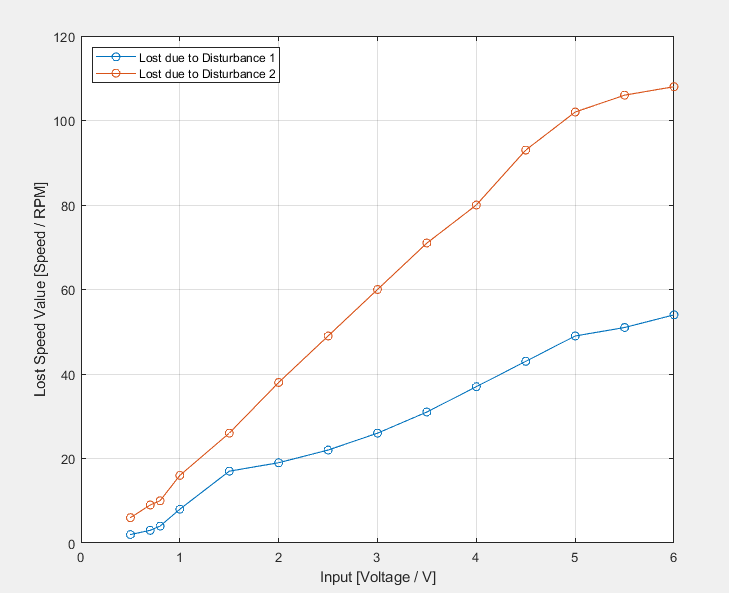 120
100
80
60
40
20
0
Lost Speed Value [Speed / RPM]
Lost due to Disturbance 1
Lost due to Disturbance 2
0 1 2 3 4 5 6
Input [Voltage / V]